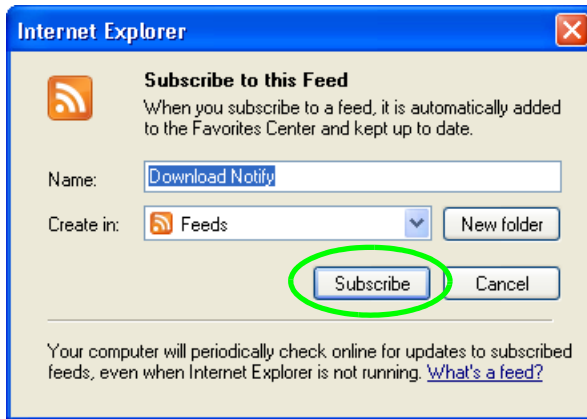 Internet Explorer
Subscribe to this Feed
When you subscribe to a feed, it is automatically added
to the Favorites Center and kept up to date.
Name: Download Notify
Create in: Feeds New folder
Subscribe Cancel
Your computer will periodically check online for updates to subscribed
feeds, even when Internet Explorer is not running. What's a feed?